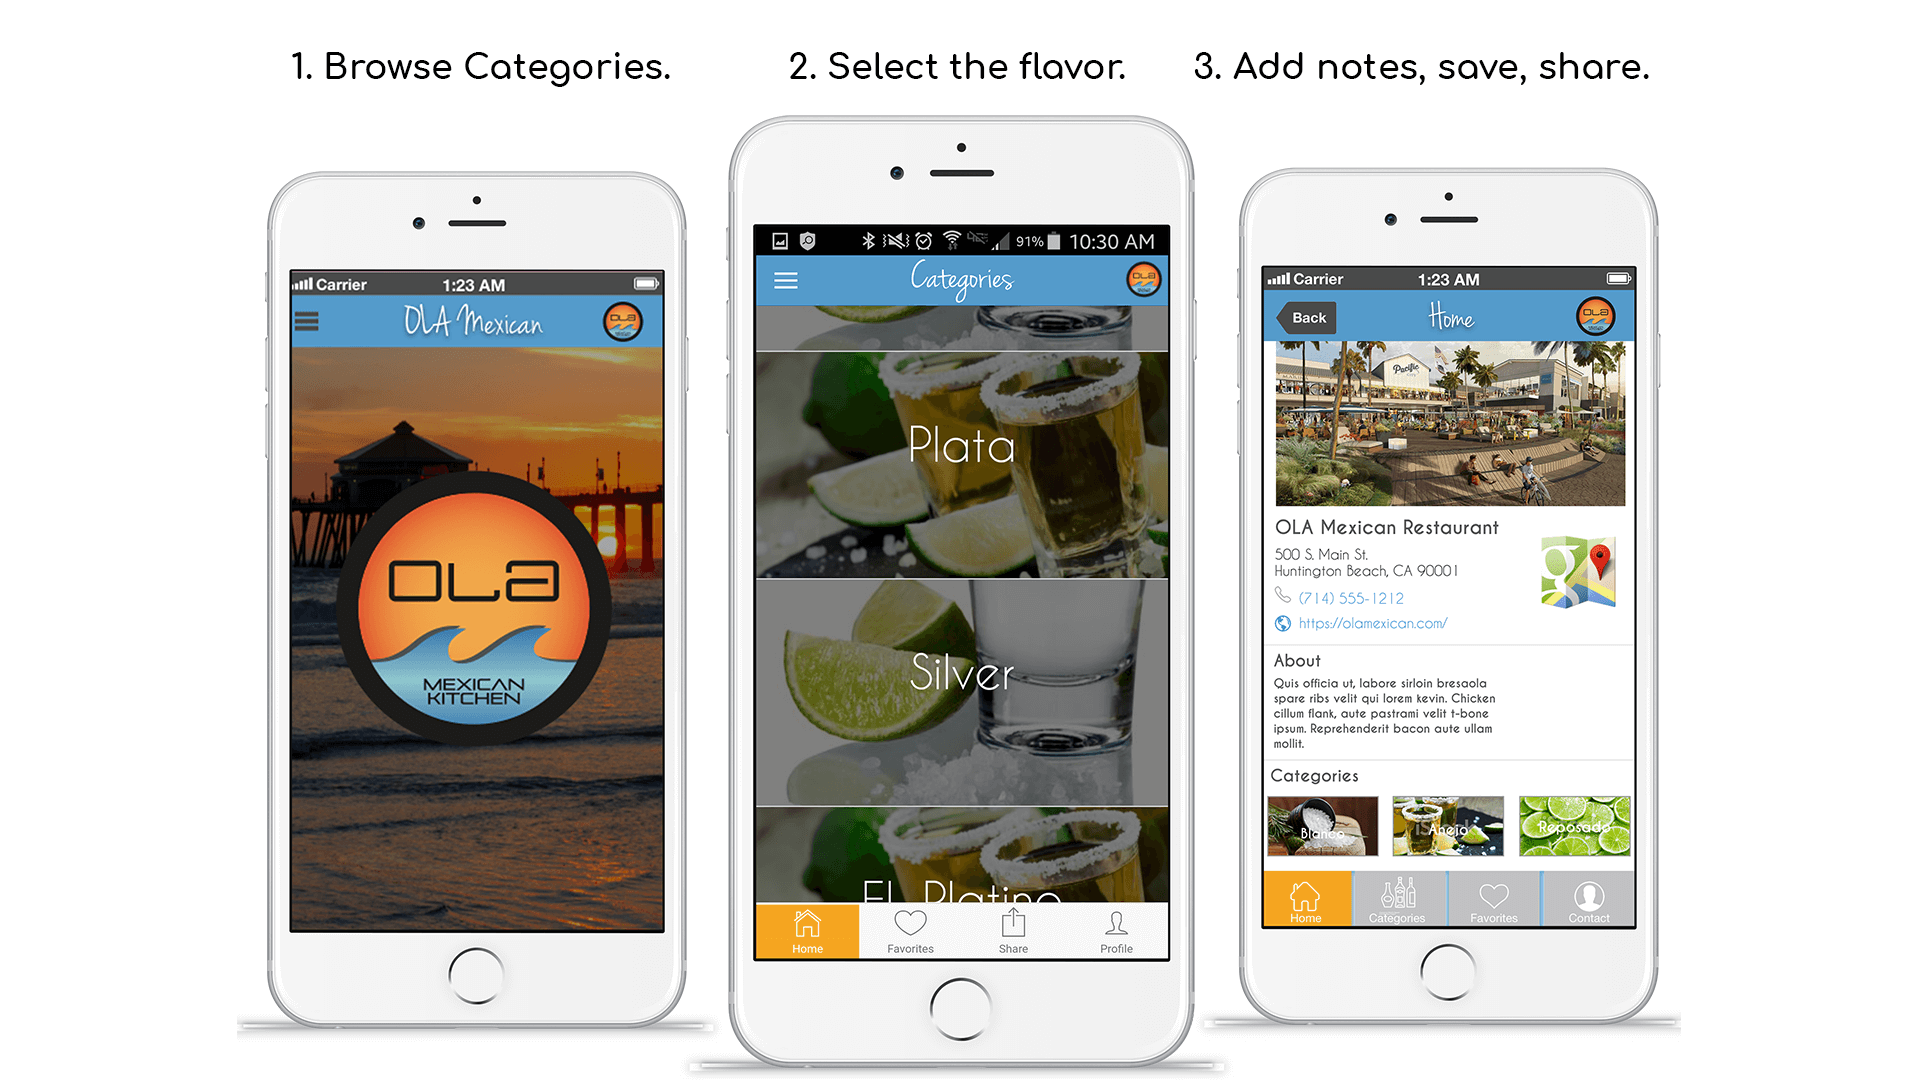 1. Browse Categories.
2. Select the flavor.
3. Add notes, save, share.
Carrier
1:23 AM
OLA Mexican
OLA
OLA
MEXICAN
KITCHEN
91%
10:30 AM
Categories
OLA
Plata
Silver
EL Platino
Home
Favorites
Share
Profile
Carrier
1:23 AM
Back
Home
OLA
Pacific
OLA Mexican Restaurant
500 S. Main St.
Huntington Beach, CA 90001
(714) 555-1212
https://olamexican.com/
About
Quis officia ut, labore sirloin bresaola
spare ribs velit qui lorem kevin. Chicken
cillum flank, aute pastrami velit t-bone
ipsum. Reprehenderit bacon aute ullam
mollit.
Categories
Blanco
Anejo
Reposado
Home
Categories
Favorites
Contact